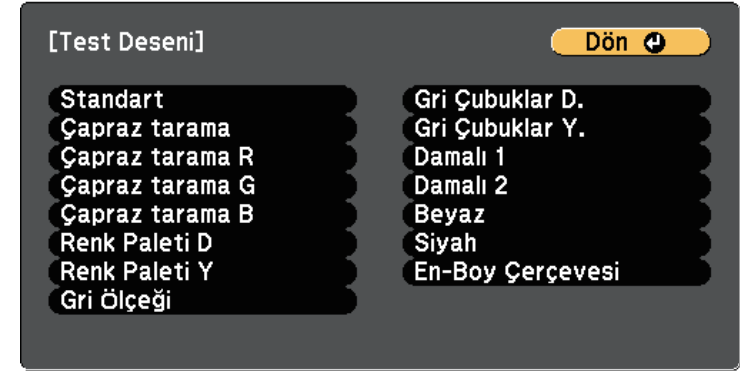 [Test Deseni]
Dön
Standart
Çapraz tarama
Çapraz tarama R
Çapraz tarama G
Çapraz tarama B
Renk Paleti D
Renk Paleti Y
Gri Ölçeği
Gri Çubuklar D.
Gri Çubuklar Y.
Damalı 1
Damalı 2
Beyaz
Siyah
En-Boy Çerçevesi